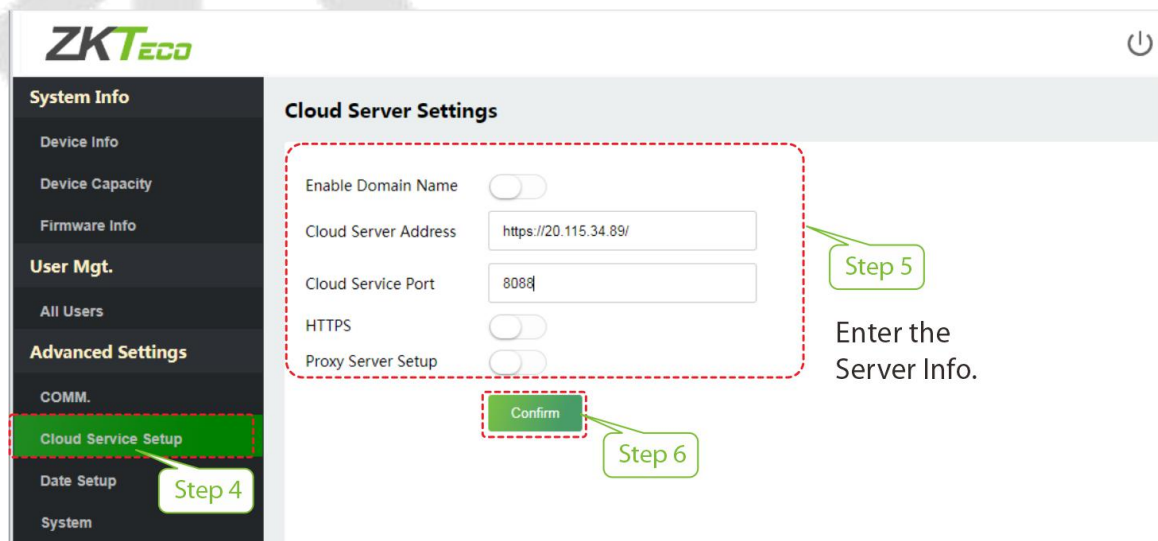 ZKTECO
System Info
Device Info
Device Capacity
Firmware Info
User Mgt.
All Users
Advanced Settings
COMM.
Cloud Service Setup
Date Setup
System
Step 4
Cloud Server Settings
Enable Domain Name
Cloud Server Address https://20.115.34.89/
Cloud Service Port 8088
HTTPS
Proxy Server Setup
Confirm
Step 5
Enter the
Server Info.
Step 6